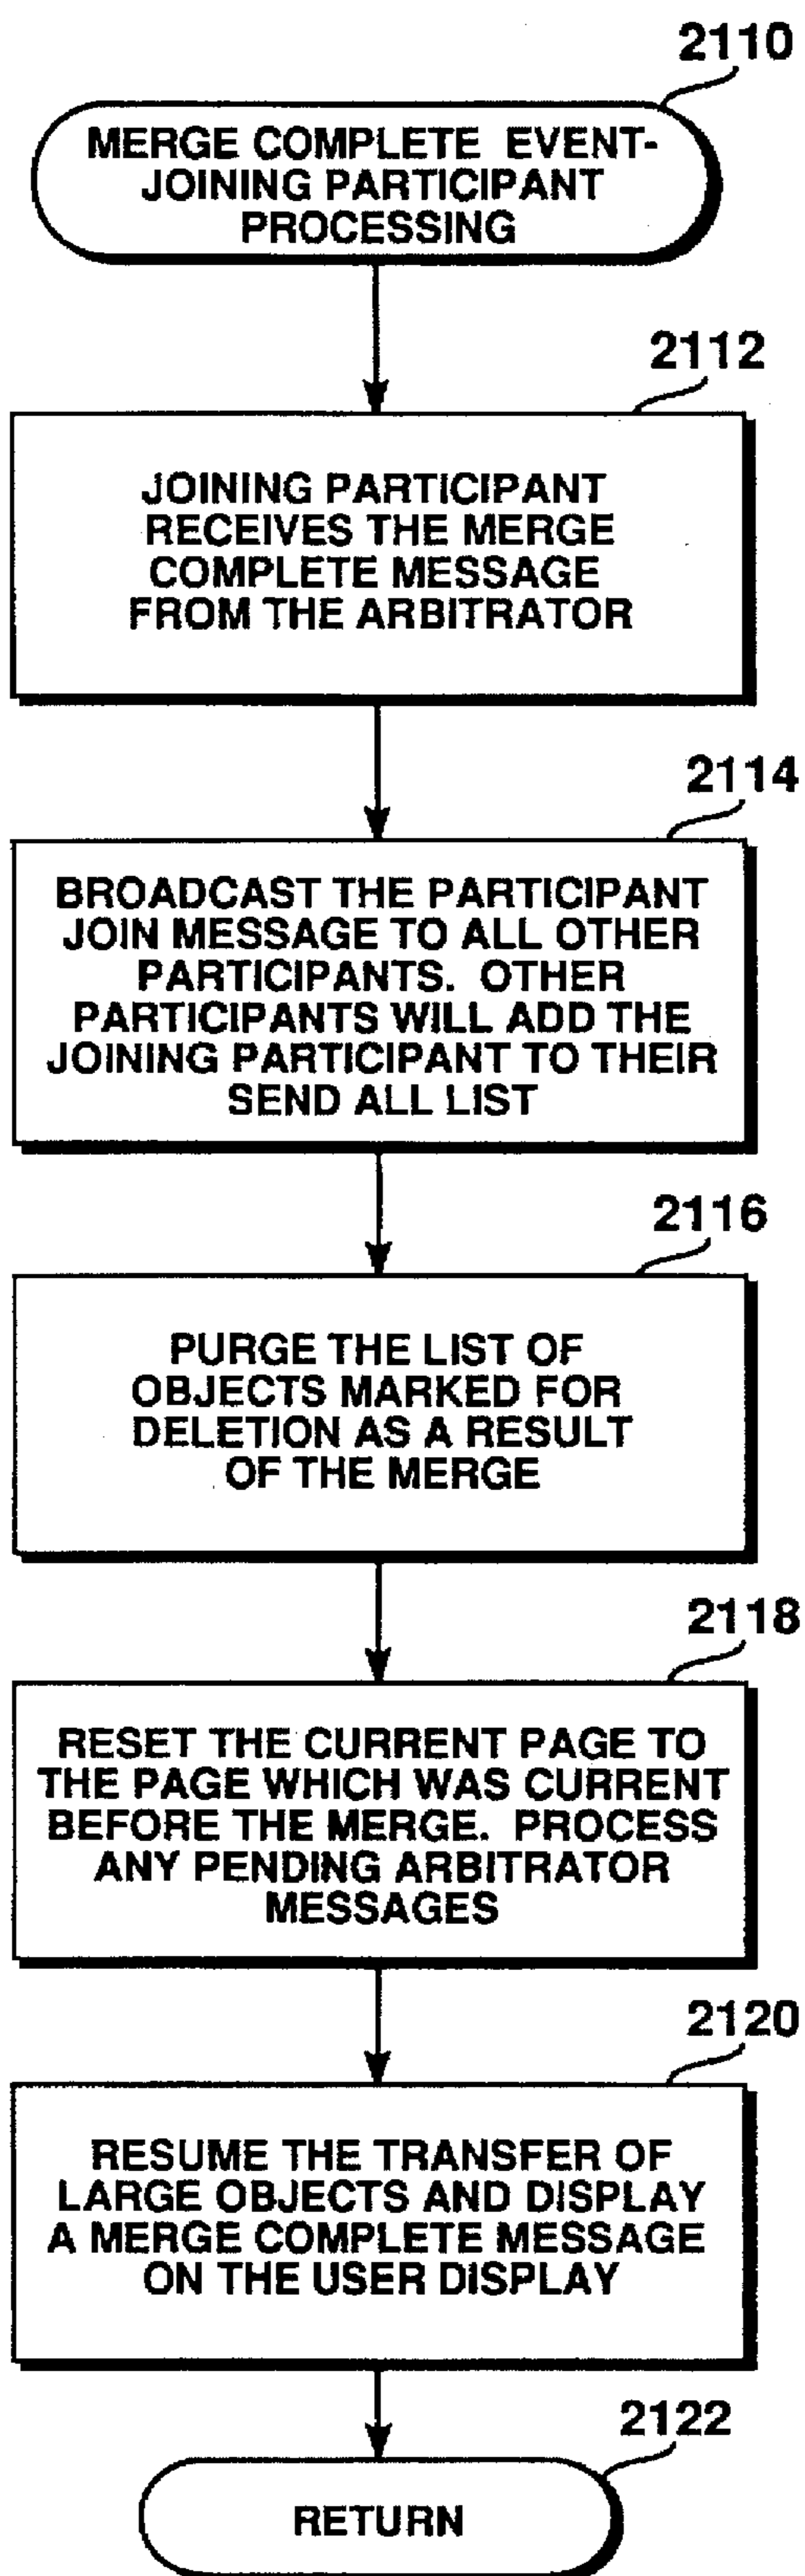 2110
MERGE COMPLETE EVENT-
JOINING PARTICIPANT
PROCESSING
2112
JOINING PARTICIPANT
RECEIVES THE MERGE
COMPLETE MESSAGE
FROM THE ARBITRATOR
2114
BROADCAST THE PARTICIPANT
JOIN MESSAGE TO ALL OTHER
PARTICIPANTS. OTHER
PARTICIPANTS WILL ADD THE
JOINING PARTICIPANT TO THEIR
SEND ALL LIST
2116
PURGE THE LIST OF
OBJECTS MARKED FOR
DELETION AS A RESULT
OF THE MERGE
2118
RESET THE CURRENT PAGE TO
THE PAGE WHICH WAS CURRENT
BEFORE THE MERGE. PROCESS
ANY PENDING ARBITRATOR
MESSAGES
2120
RESUME THE TRANSFER OF
LARGE OBJECTS AND DISPLAY
A MERGE COMPLETE MESSAGE
ON THE USER DISPLAY
2122
RETURN